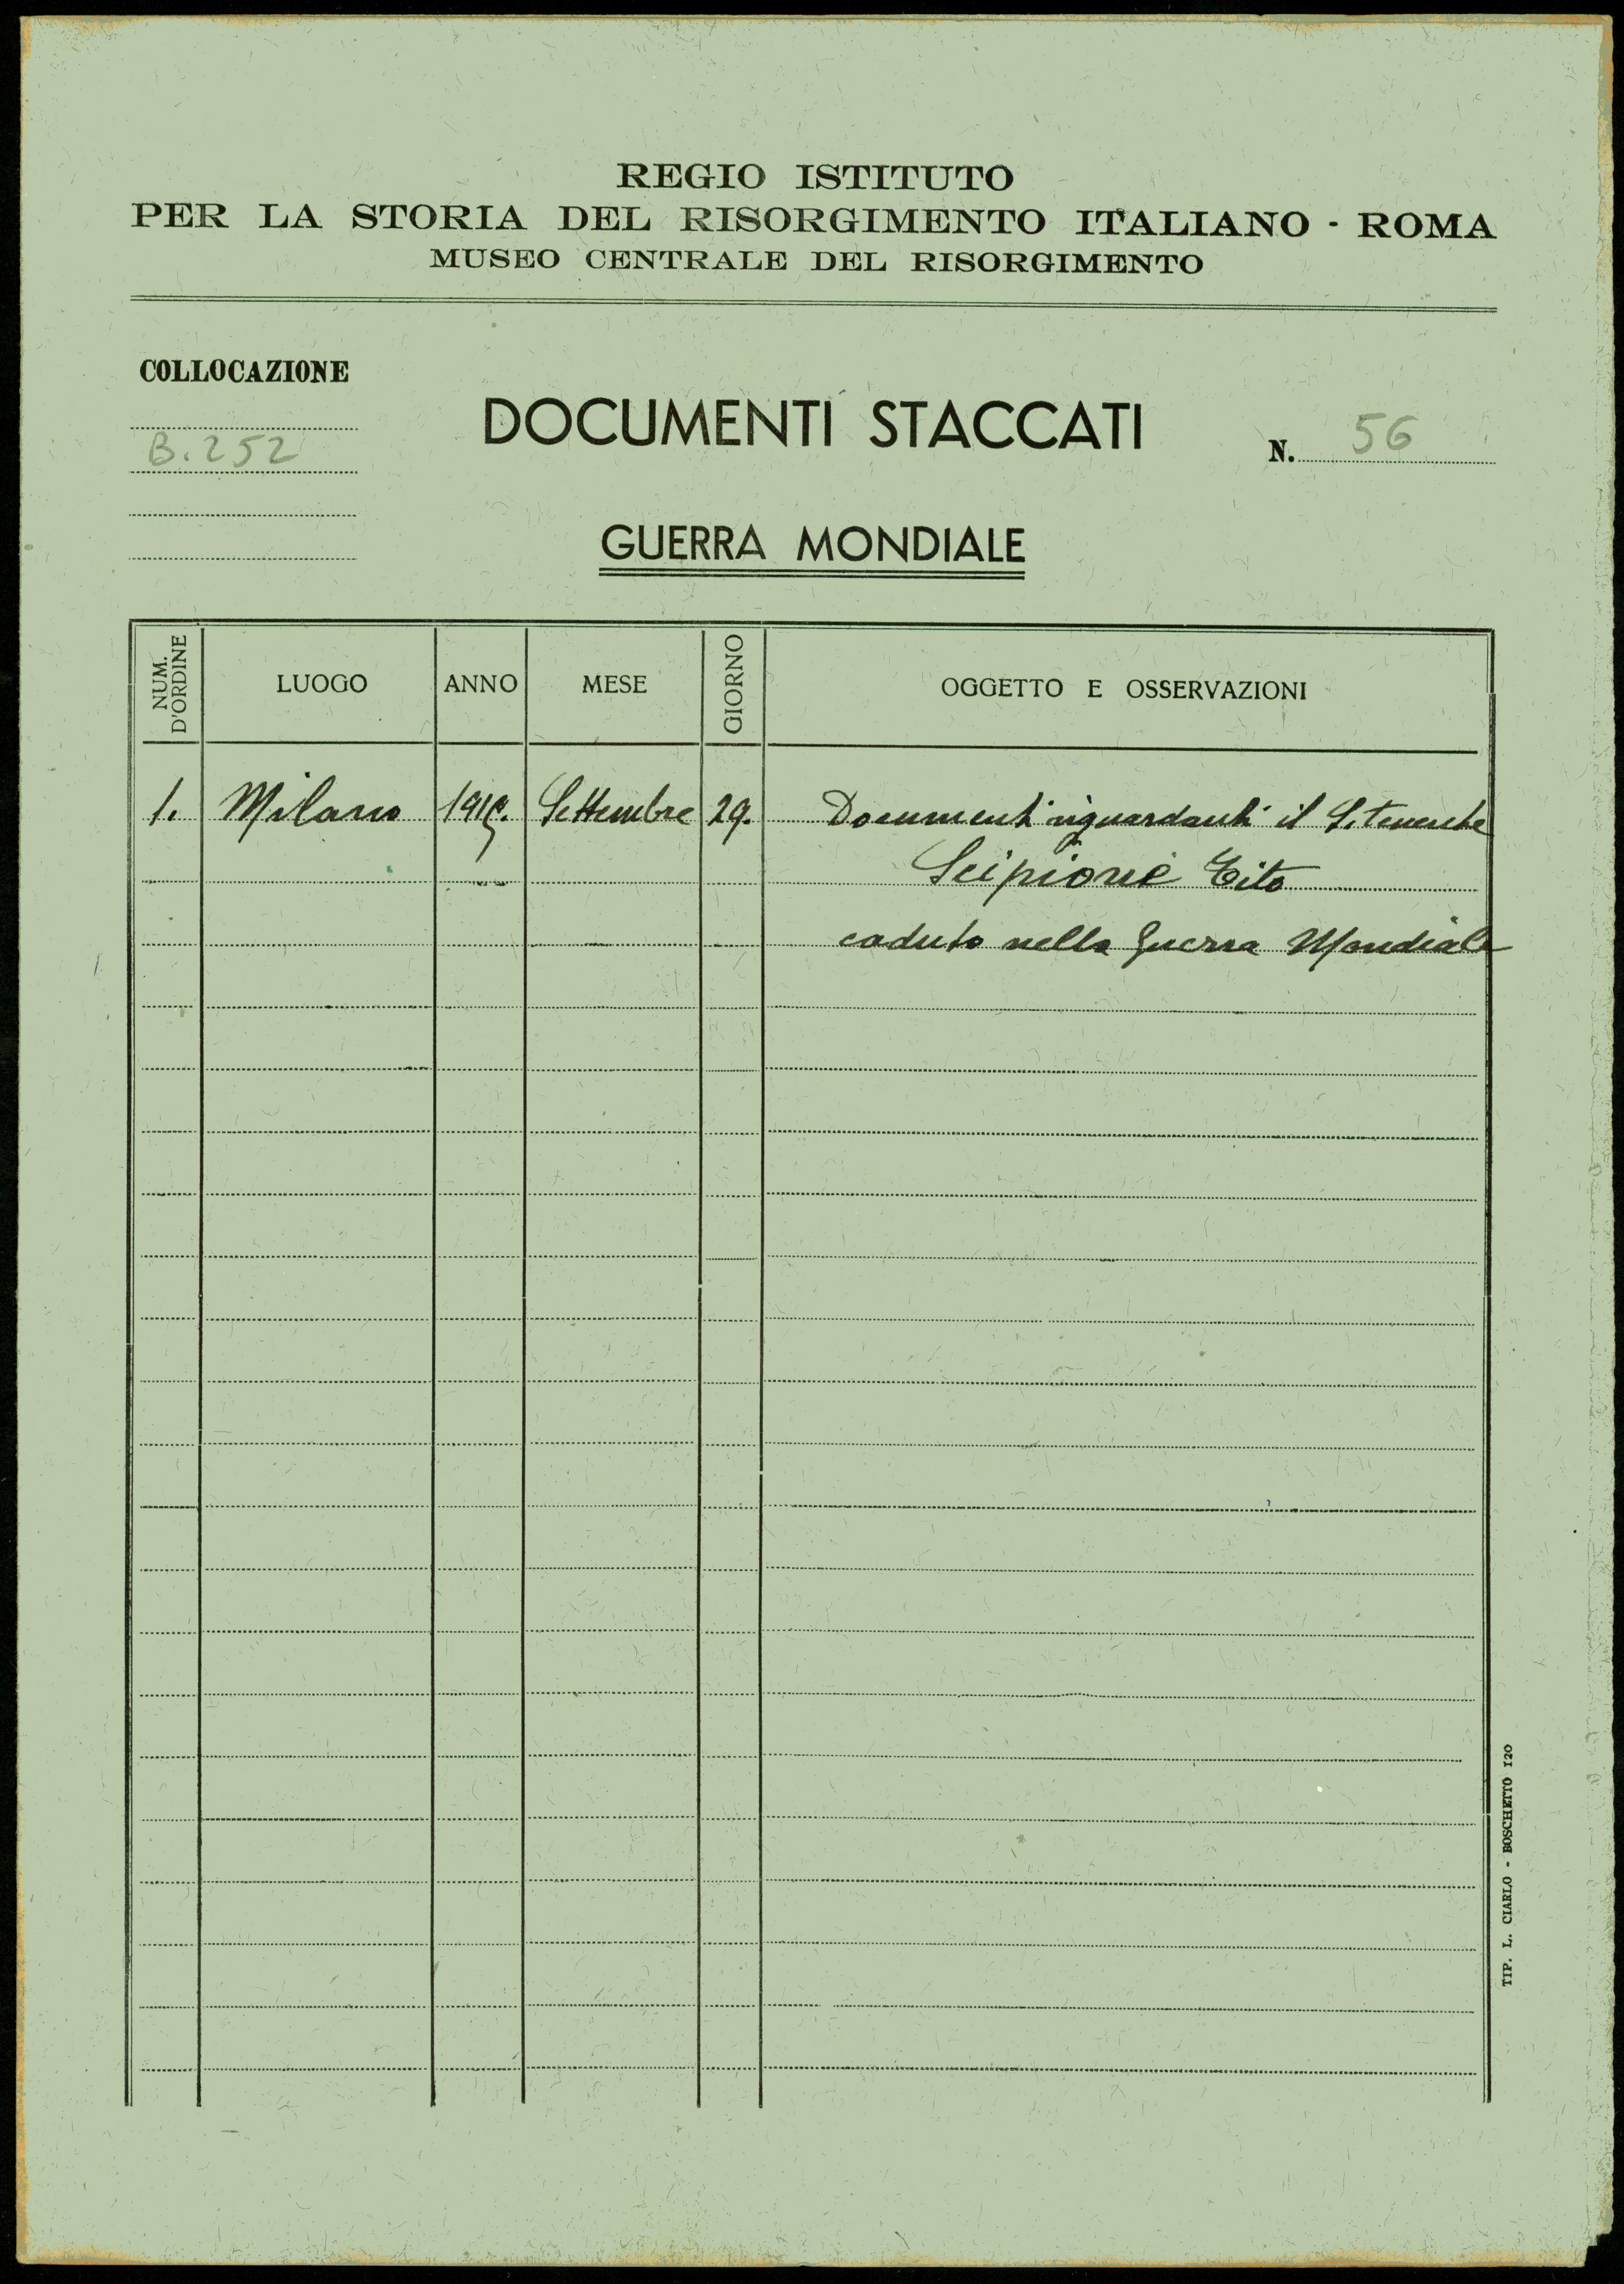 REGIO ISTITUTO
PER LA STORIA DEL RISORGIMENTO ITALIANO - ROMA
MUSEO CENTRALE DEL RISORGIMENTO
COLLOCAZIONE
B. 252
DOCUMENTI STACCATI
N. 56
GUERRA MONDIALE
NUM. D'ORDINE LUOGO ANNO MESE GIORNO OGGETTO E OSSERVAZIONI
1. Milano Settembre 29. Documenti riguardanti il S. Tenente
Scipione Tito
caduto nella Guerra Mondiale
TIP. L. CIARLO - BOSCHETTO 120